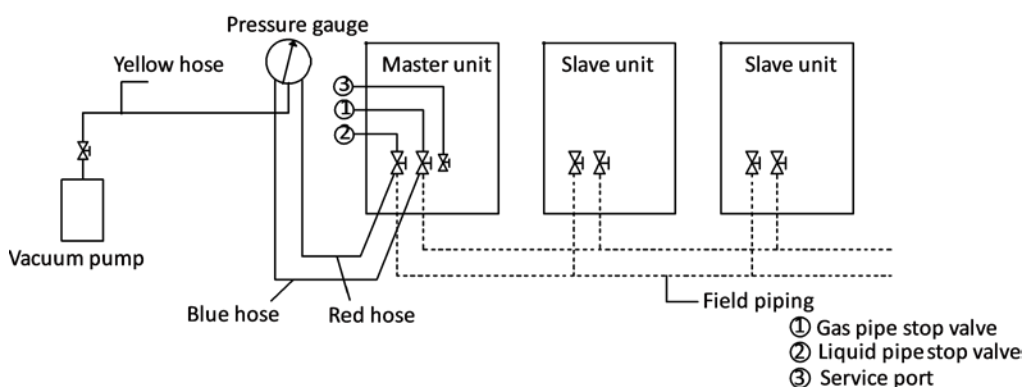 Pressure gauge
Yellow hose
Master unit
Slave unit
Slave unit
③
①
②
Vacuum pump
Blue hose
Red hose
Field piping
① Gas pipe stop valve
② Liquid pipe stop valve
③ Service port